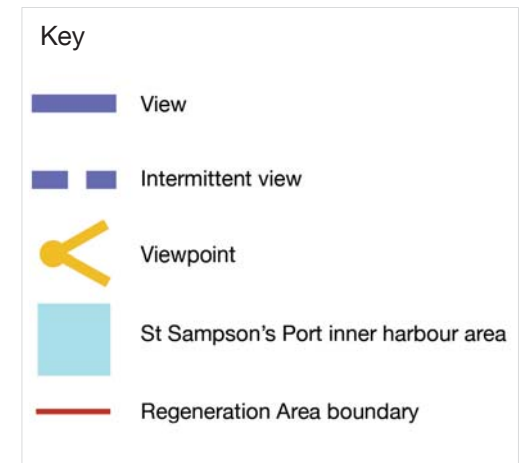 Key
View
Intermittent view
Viewpoint
St Sampson's Port inner harbour area
Regeneration Area boundary